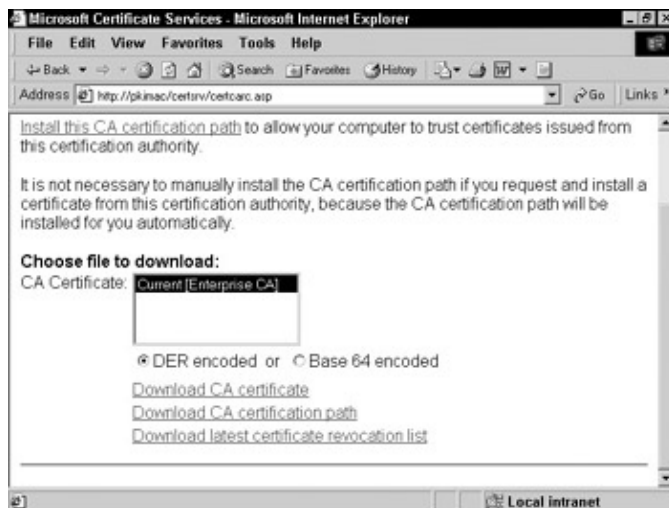 Microsoft Certificate Services - Microsoft Internet Explorer
File Edit View Favorites Tools Help
Back Search Favorites History
Address http://pkimac/certsrv/certcarc.asp Go Links
Install this CA certification path to allow your computer to trust certificates issued from
this certification authority.
It is not necessary to manually install the CA certification path if you request and install a
certificate from this certification authority, because the CA certification path will be
installed for you automatically.
Choose file to download:
CA Certificate: Current [Enterprise CA]
DER encoded or Base 64 encoded
Download CA certificate
Download CA certification path
Download latest certificate revocation list
Local intranet